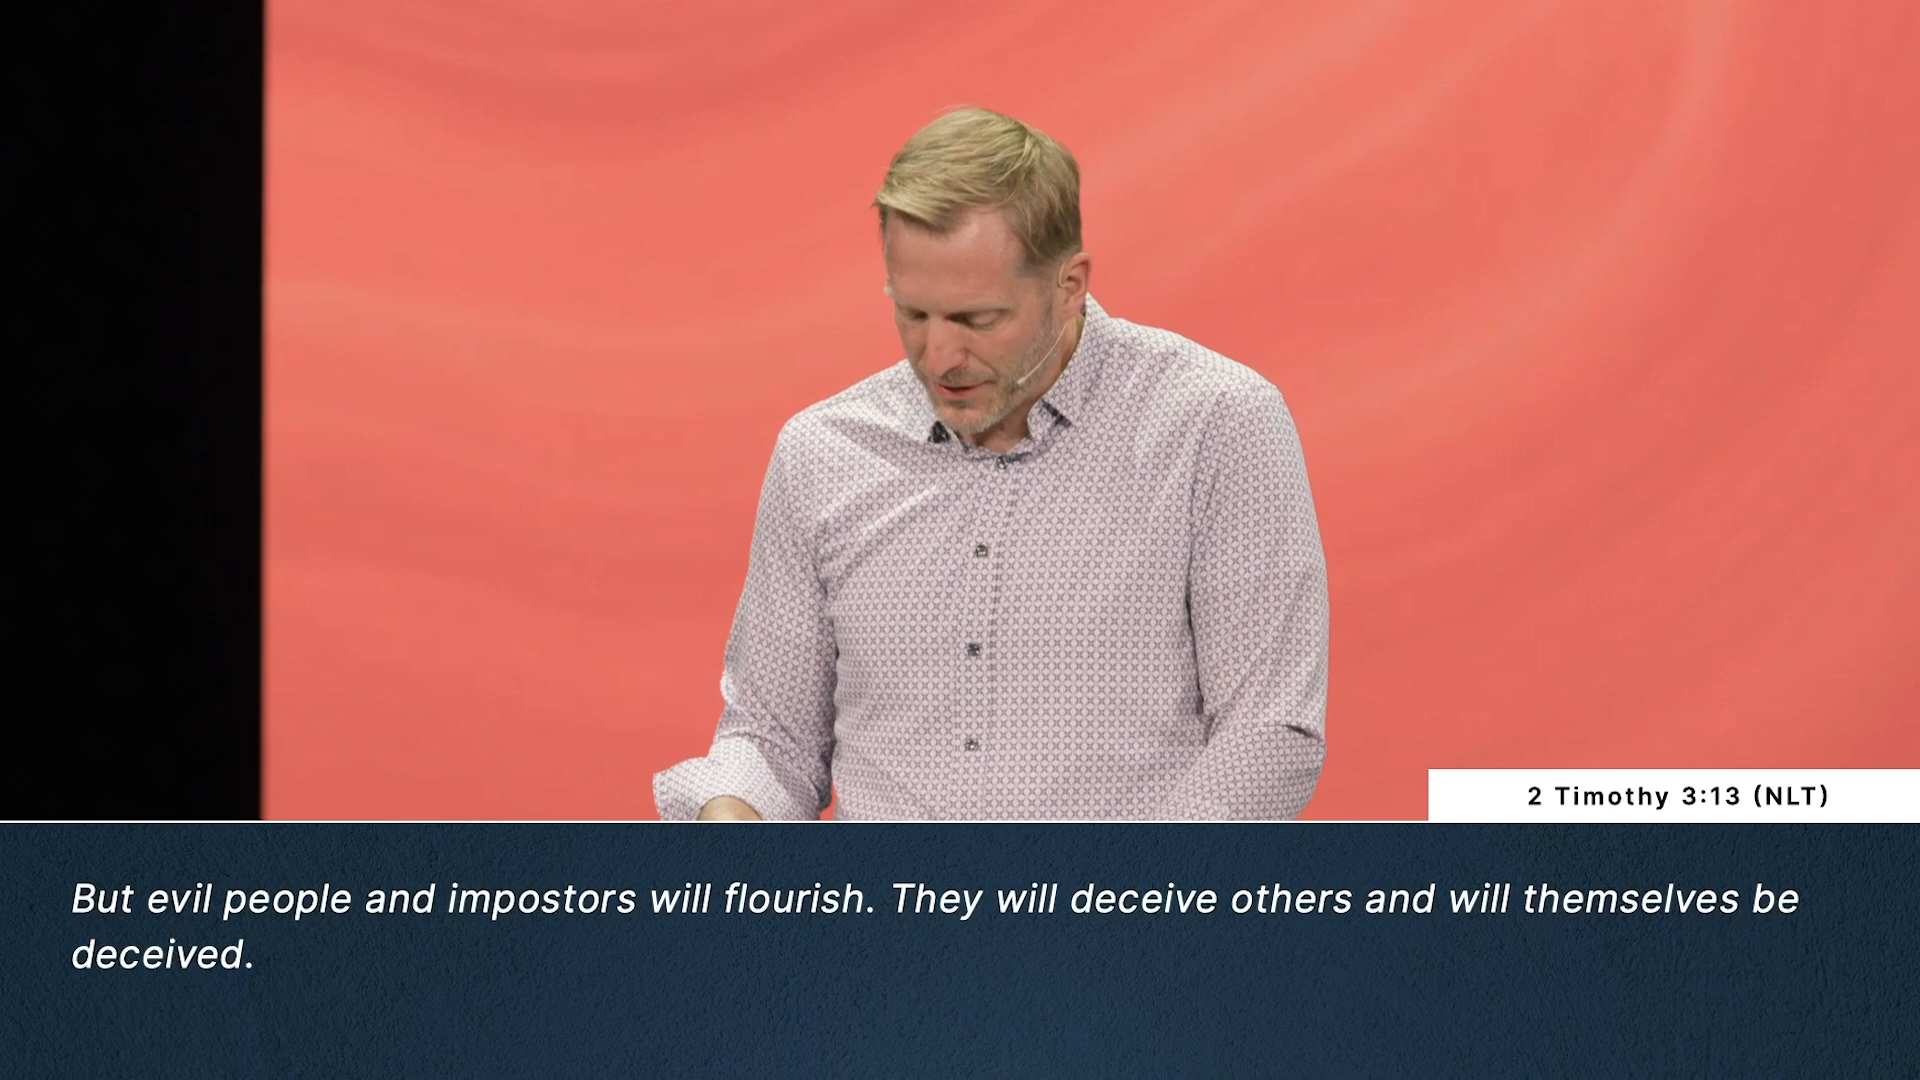 2 Timothy 3:13 (NLT)
But evil people and impostors will flourish. They will deceive others and will themselves be
deceived.